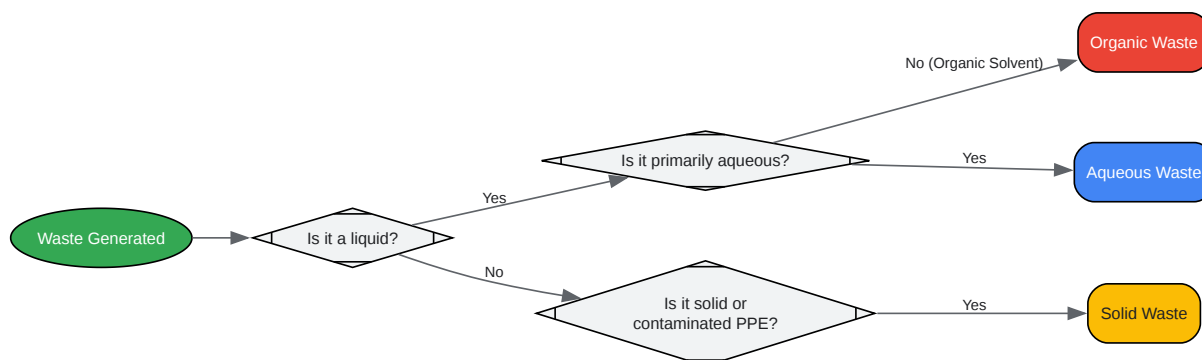 Organic Waste
No (Organic Solvent)
Is it primarily aqueous?
Yes
Aqueous Waste
Yes
Waste Generated
Is it a liquid?
No
Is it solid or
contaminated PPE?
Yes
Solid Waste